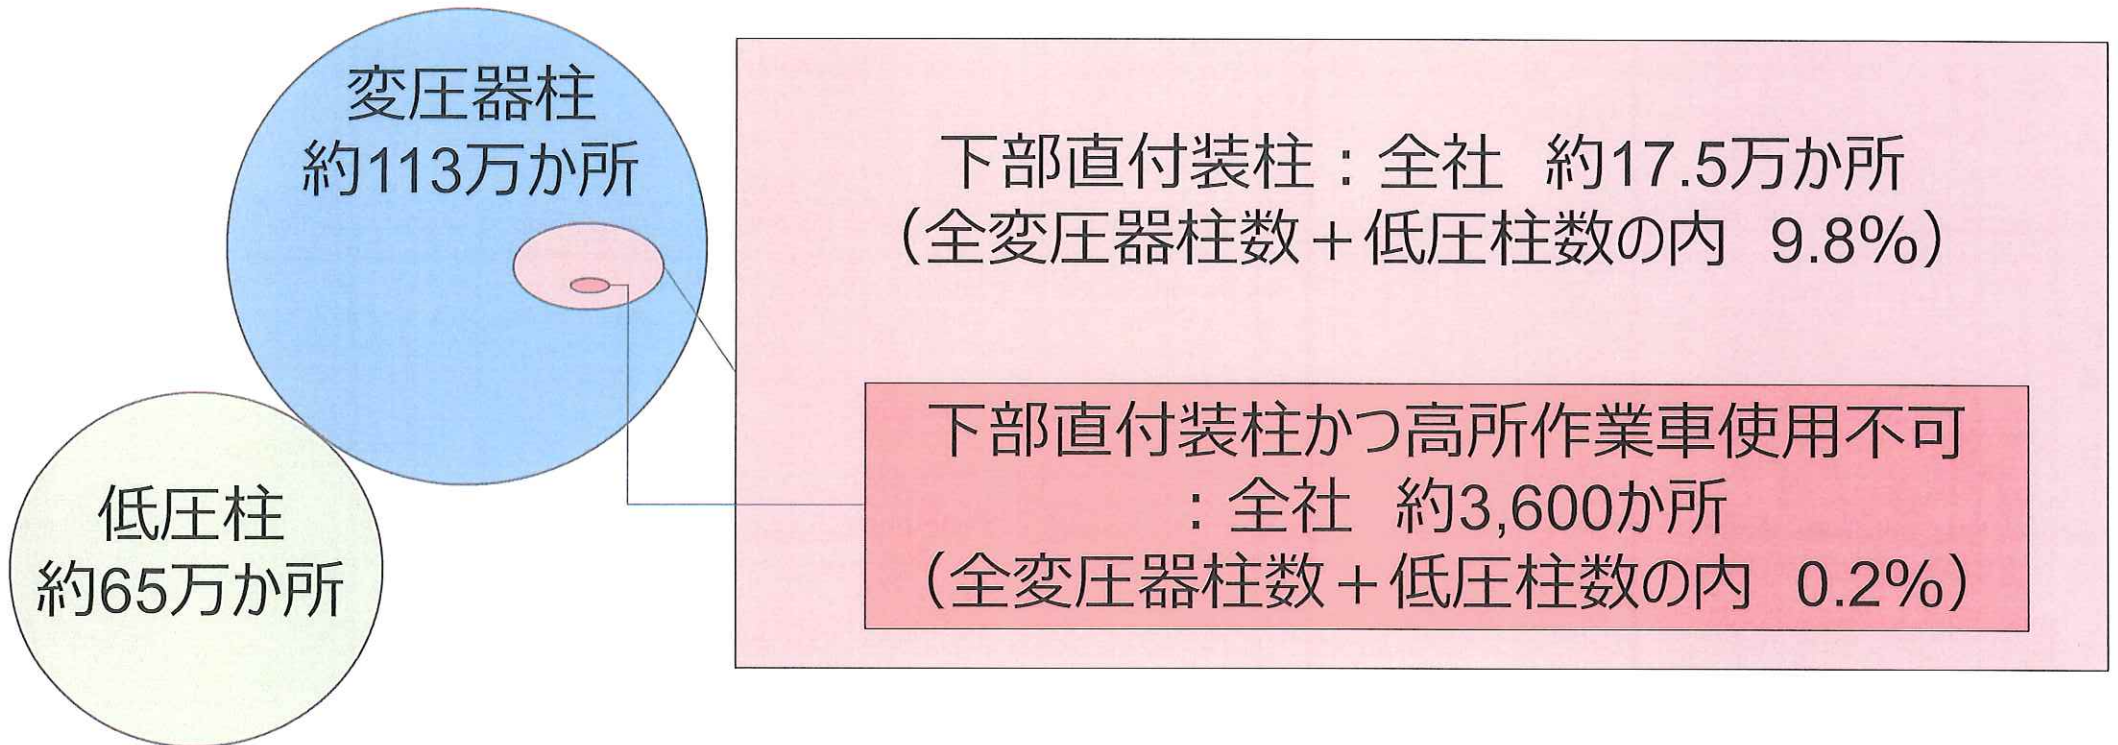 変圧器柱
約113万か所
低圧柱
約65万か所
下部直付装柱：全社　約17.5万か所
（全変圧器柱数＋低圧柱数の内　9.8%）
下部直付装柱かつ高所作業車使用不可
：全社　約3,600か所
（全変圧器柱数＋低圧柱数の内　0.2%）